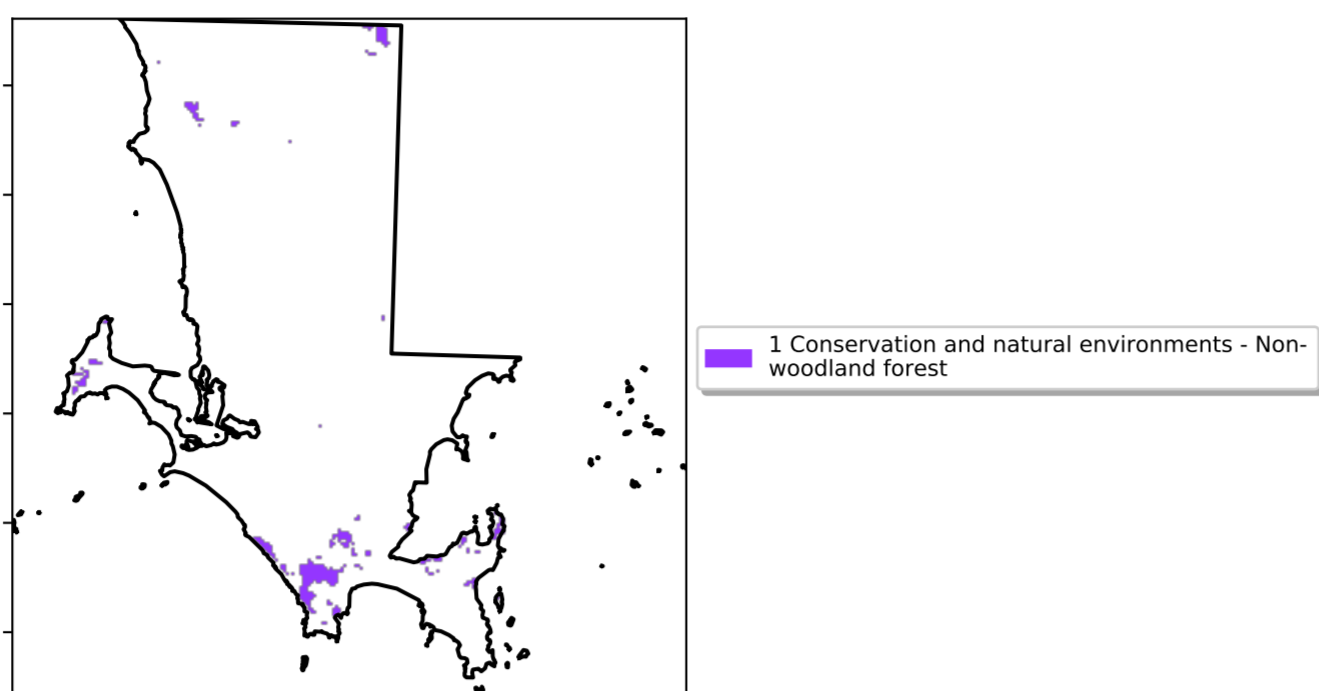 1 Conservation and natural environments - Non-
woodland forest